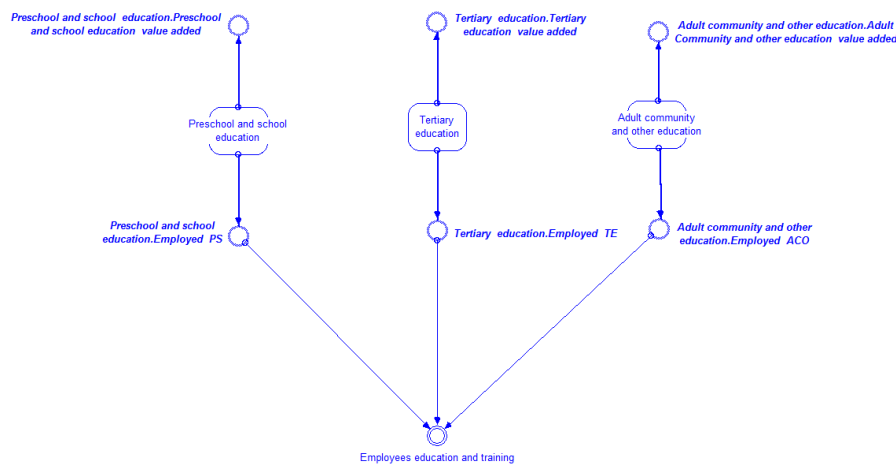 Preschool and school education.Preschool
and school education value added
Tertiary education.Tertiary
education value added
Adult community and other education.Adult
Community and other education value added
Preschool and school
education
Tertiary
education
Adult community
and other education
Preschool and school
education.Employed PS
Tertiary education.Employed TE
Adult community and other
education.Employed ACO
Employees education and training